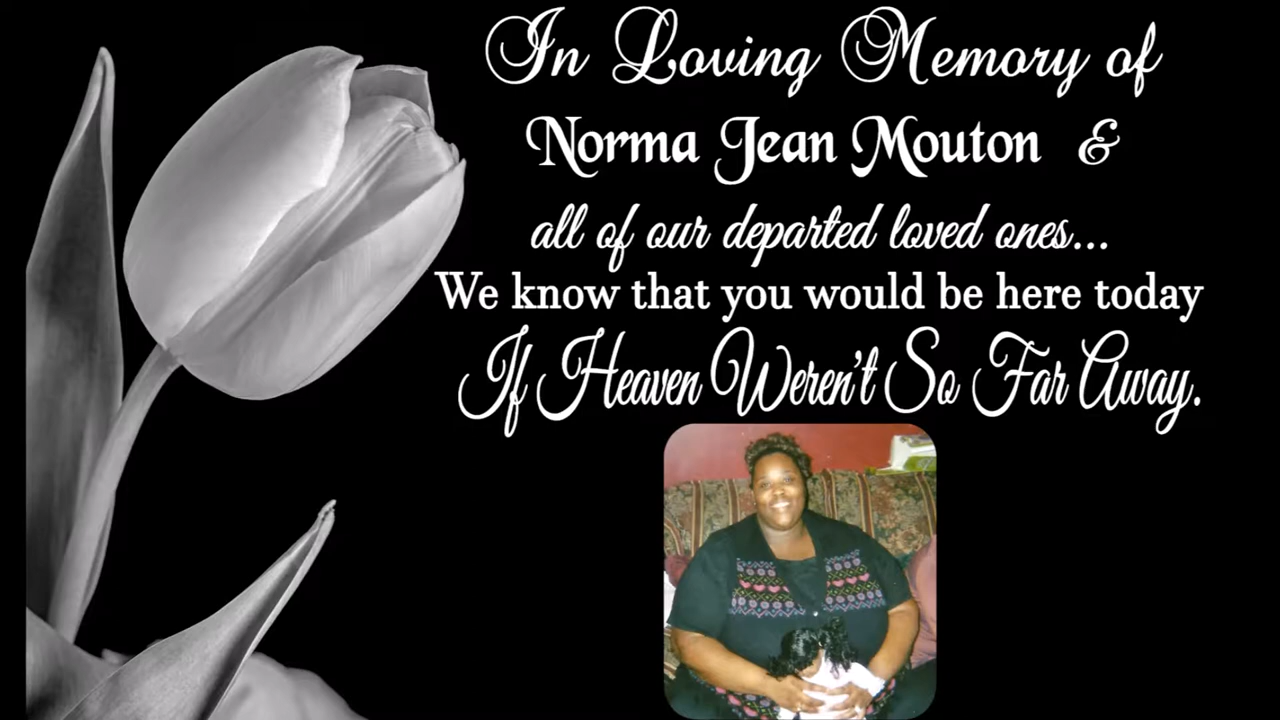 In Loving Memory of
Norma Jean Mouton &
all of our departed loved ones...
We know that you would be here today
If Heaven Weren't So Far Away.